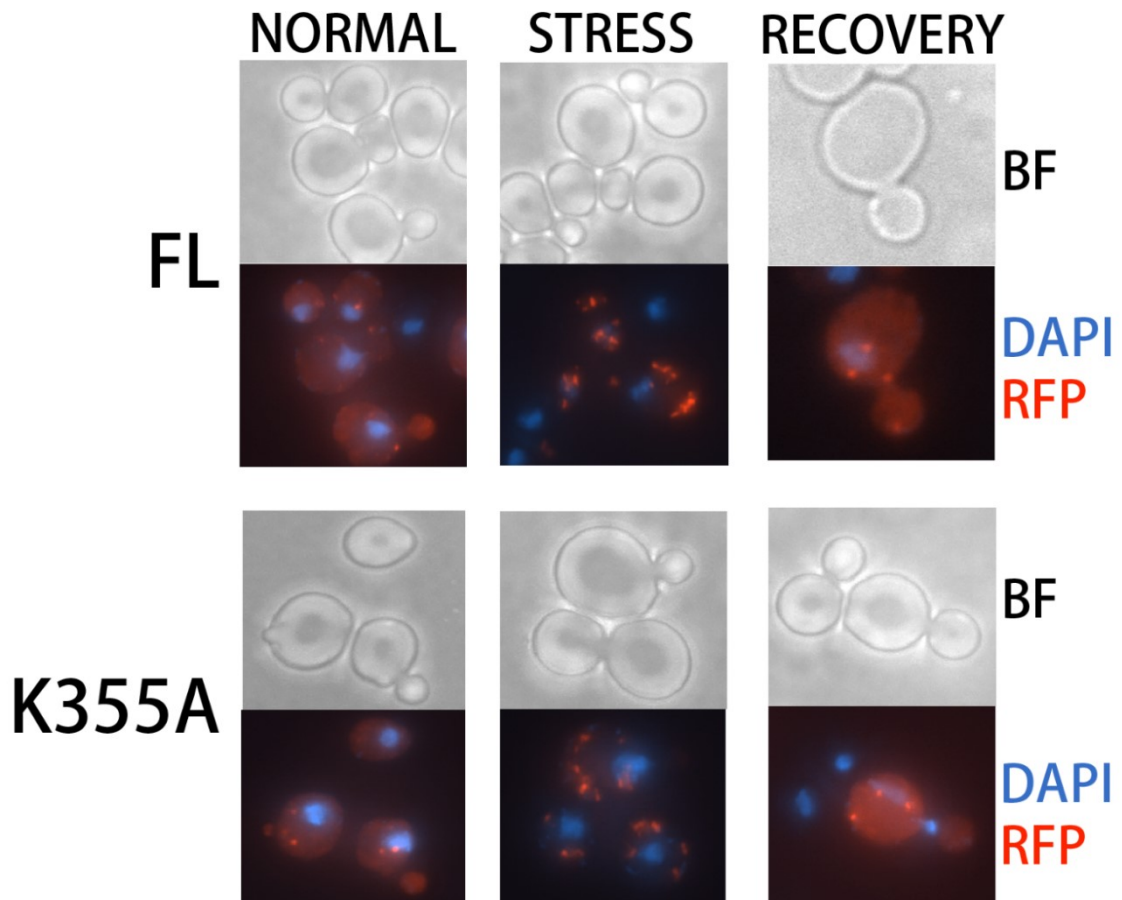 NORMAL STRESS RECOVERY
FL
BF
DAPI
RFP
K355A
BF
DAPI
RFP